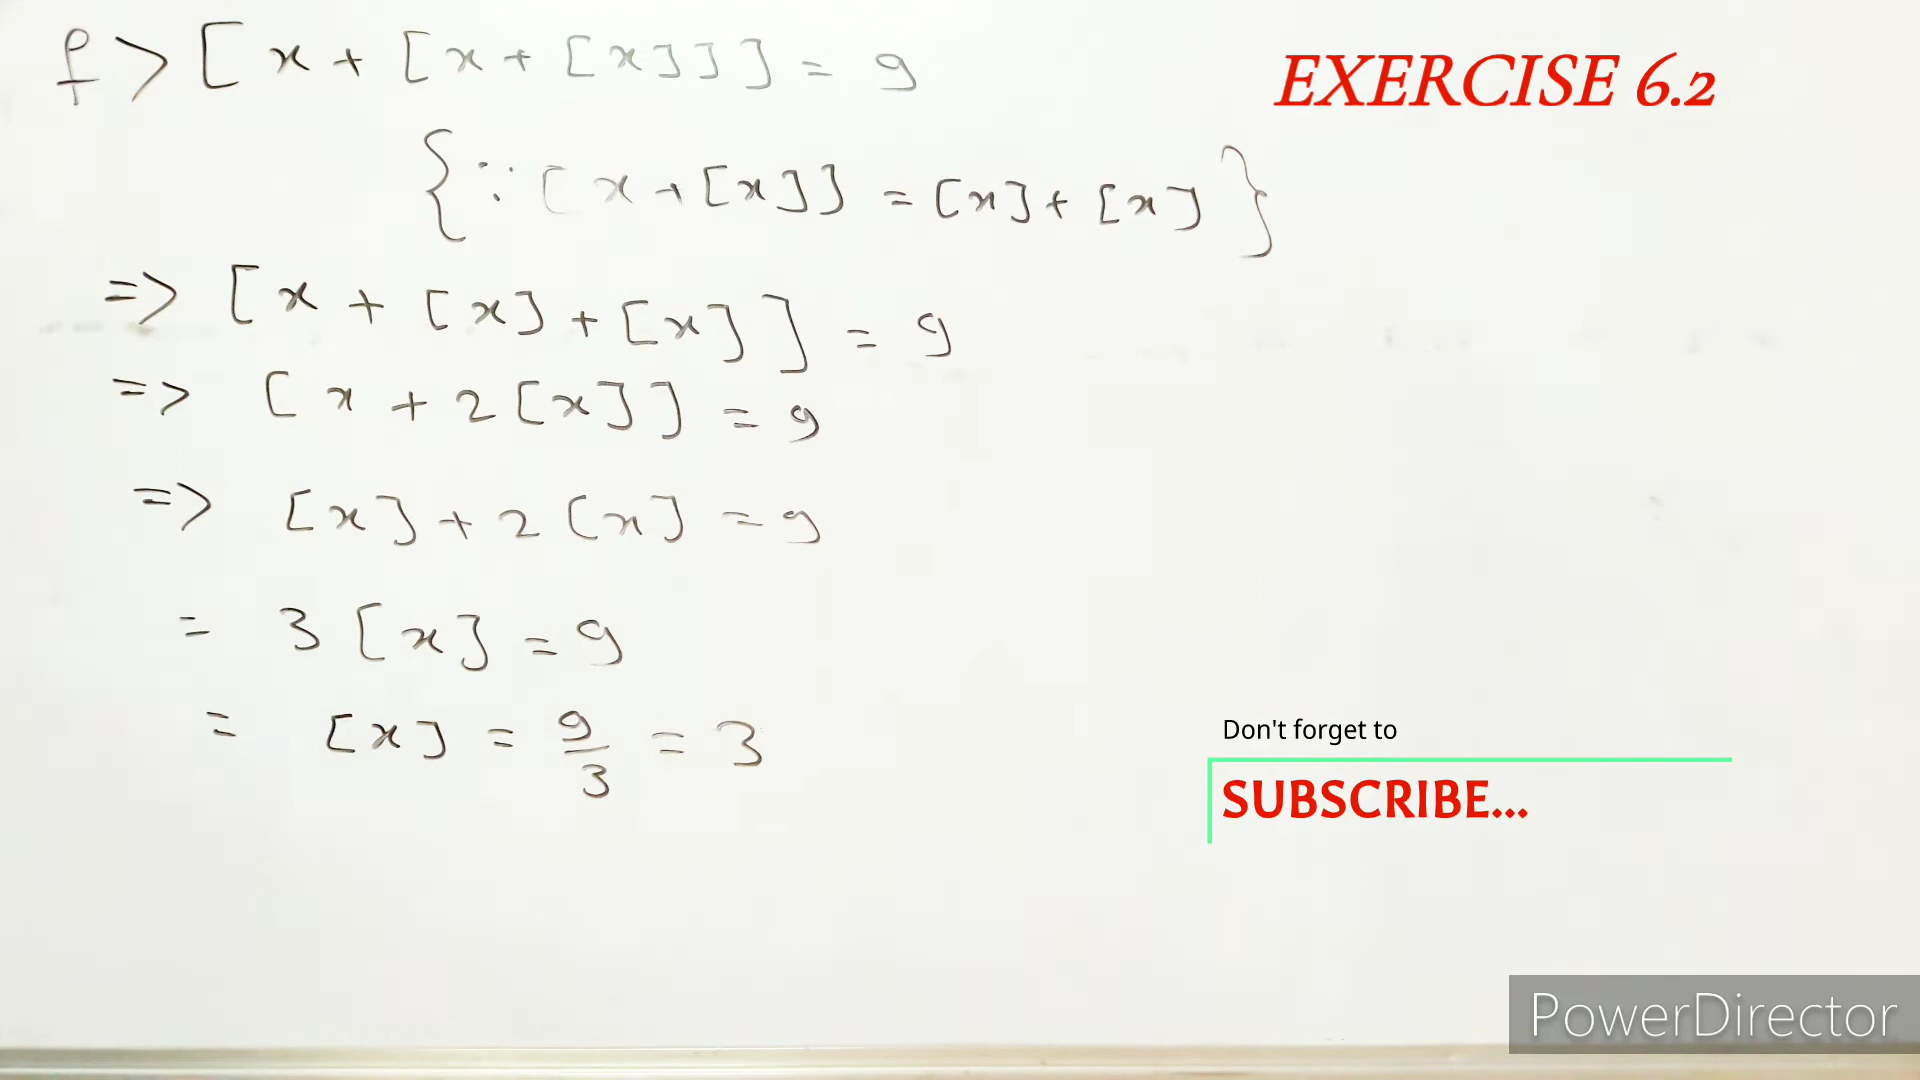 f> [x + [x + [x]]] = 9
EXERCISE 6.2
{∵ [x + [x]] = [x] + [x]}
=> [x + [x] + [x]] = 9
=> [x + 2[x]] = 9
=> [x] + 2[x] = 9
= 3[x] = 9
= [x] = 9/3 = 3
Don't forget to
SUBSCRIBE...
PowerDirector